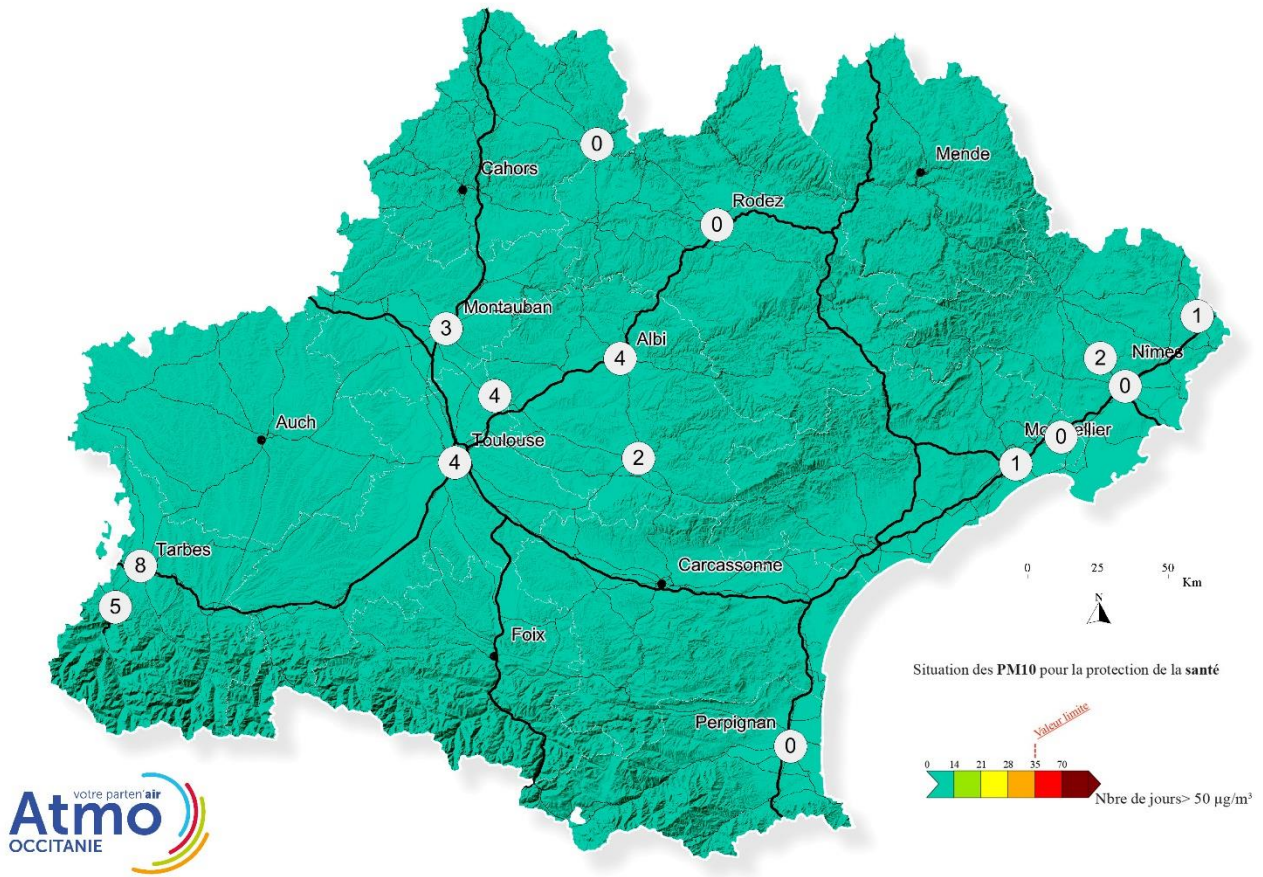 0
Cahors
Mende
Rodez
0
Montauban
3
1
Albi
4
2
Nîmes
0
4
Auch
Toulouse
4
2
Montpellier
0
1
Tarbes
8
5
Carcassonne
Foix
Perpignan
0
0 25 50
Km
N
Situation des PM10 pour la protection de la santé
Valeur limite
0 14 21 28 35 70
Nbre de jours> 50 µg/m³
votre parten'air
Atmo
OCCITANIE